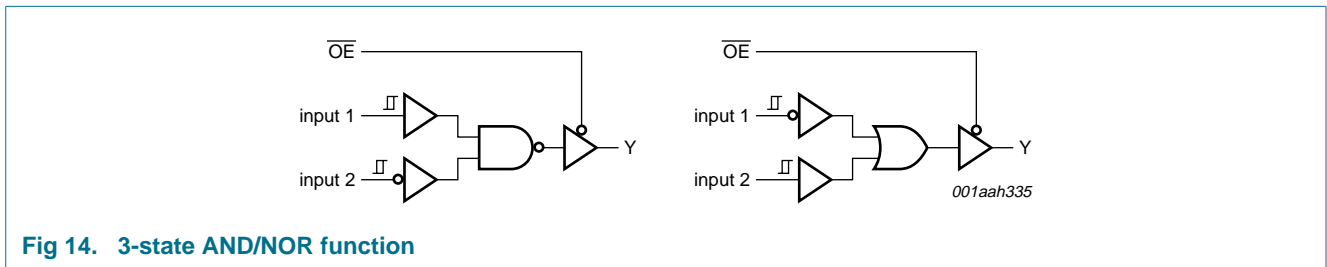 OE
input 1
input 2
Y
OE
input 1
input 2
Y
001aah335
Fig 14. 3-state AND/NOR function